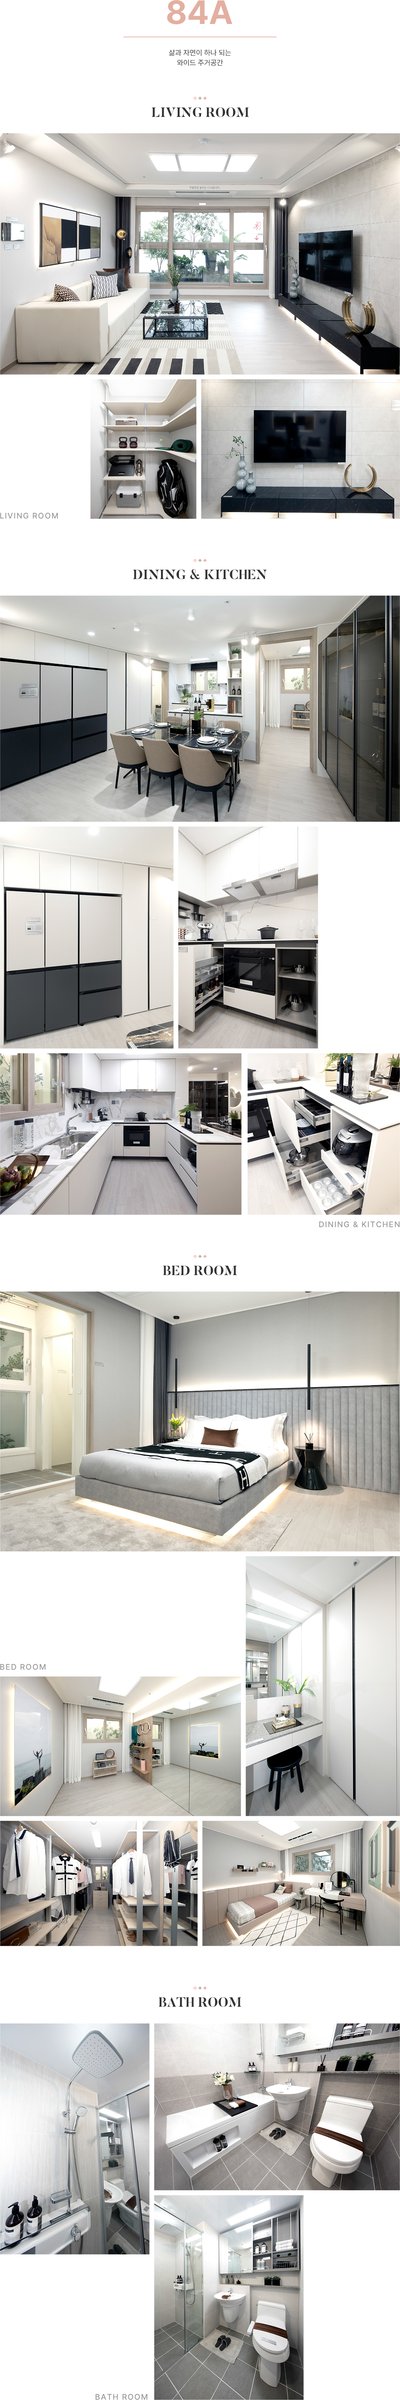 84A
삶과 자연이 하나 되는
와이드 주거공간
LIVING ROOM
LIVING ROOM
DINING & KITCHEN
DINING & KITCHEN
BED ROOM
BED ROOM
BATH ROOM
BATH ROOM